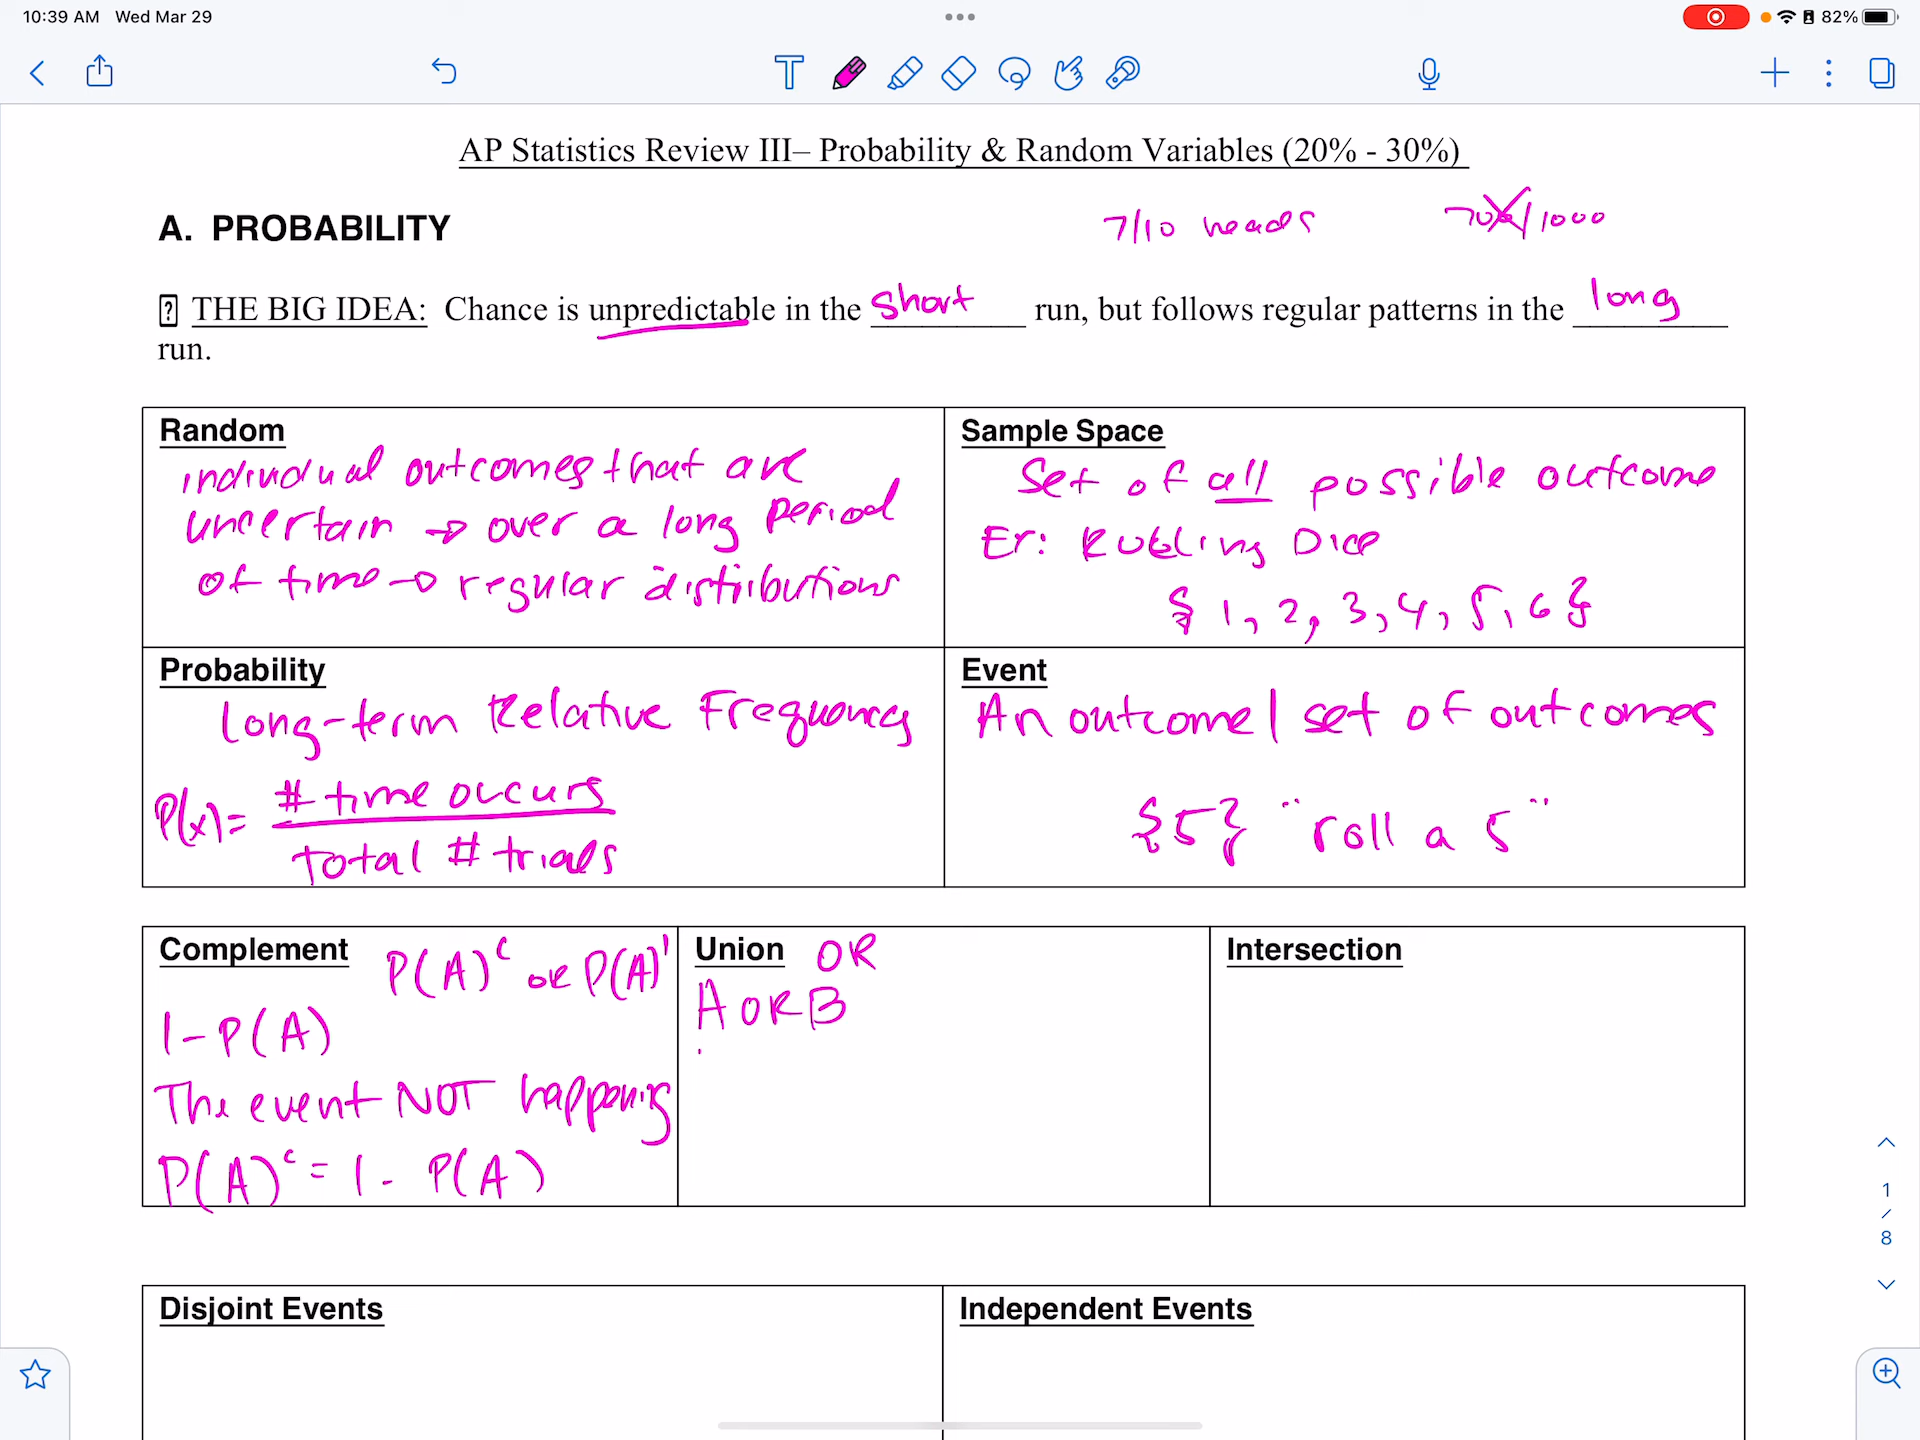 10:39 AM Wed Mar 29
82%
AP Statistics Review III– Probability & Random Variables (20% - 30%)
A. PROBABILITY
7/10 heads
700/1000
THE BIG IDEA: Chance is unpredictable in the short run, but follows regular patterns in the long
run.
Random
individual outcomes that are
uncertain → over a long period
of time → regular distributions
Sample Space
Set of all possible outcome
Ex: Rolling Dice
{ 1, 2, 3, 4, 5, 6 }
Probability
Long-term Relative Frequency
P(x) = # time occurs
Total # trials
Event
An outcome | set of outcomes
{5} "roll a 5"
Complement P(A)ᶜ OR P(A)'
1 - P(A)
The event NOT happening
P(A)ᶜ = 1 - P(A)
Union OR
A OR B
Intersection
Disjoint Events
Independent Events
1
/
8